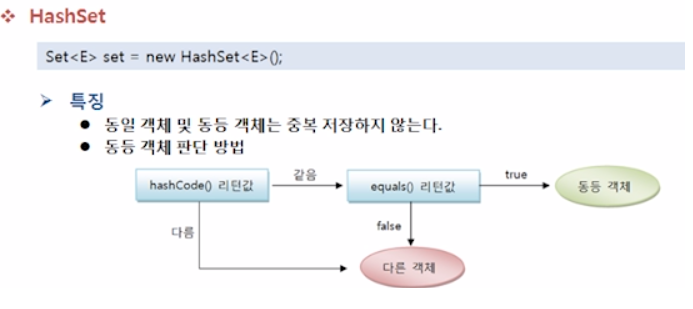 ❖ HashSet
Set<E> set = new HashSet<E>();
➢ 특징
● 동일 객체 및 동등 객체는 중복 저장하지 않는다.
● 동등 객체 판단 방법
hashCode() 리턴값
같음
equals() 리턴값
true
동등 객체
다름
false
다른 객체